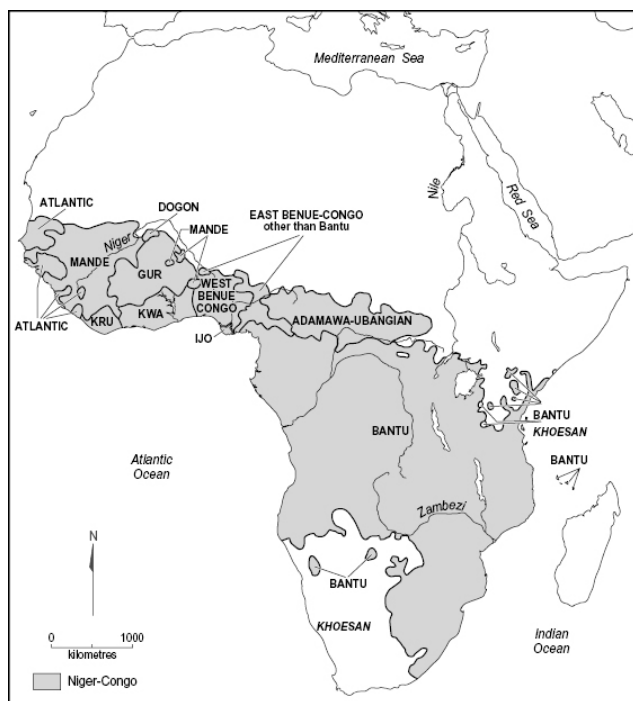 Mediterranean Sea
Nile
Red Sea
ATLANTIC
DOGON
EAST BENUE-CONGO
other than Bantu
MANDE
Niger
MANDE
GUR
WEST
BENUE
CONGO
ATLANTIC
KRU
KWA
IJO
ADAMAWA-UBANGIAN
BANTU
KHOESAN
BANTU
BANTU
Atlantic
Ocean
Zambezi
N
BANTU
KHOESAN
Indian
Ocean
0
1000
kilometres
Niger-Congo